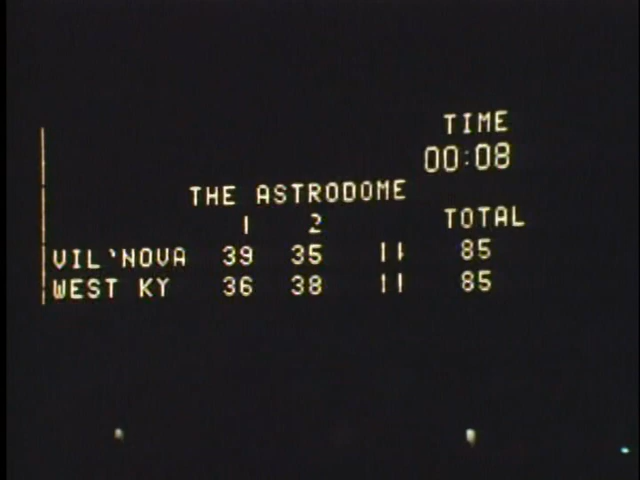 TIME
00:08
THE ASTRODOME
1 2 TOTAL
VIL'NOVA 39 35 11 85
WEST KY 36 38 11 85